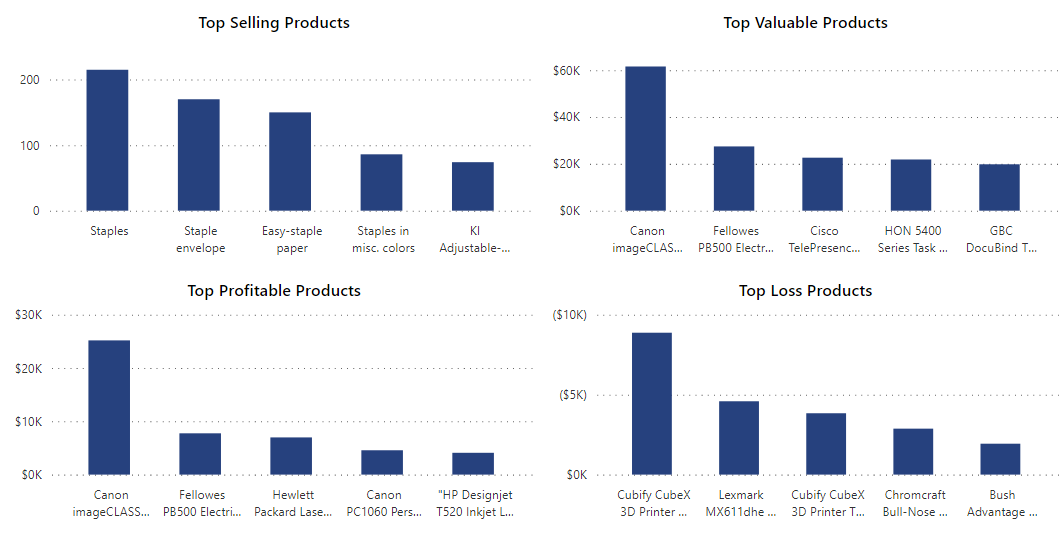 Top Selling Products
200
100
0
Staples
Staple
envelope
Easy-staple
paper
Staples in
misc. colors
KI
Adjustable-...
Top Valuable Products
$60K
$40K
$20K
$0K
Canon
imageCLAS...
Fellowes
PB500 Electr...
Cisco
TelePresenc...
HON 5400
Series Task ...
GBC
DocuBind T...
Top Profitable Products
$30K
$20K
$10K
$0K
Canon
imageCLASS...
Fellowes
PB500 Electri...
Hewlett
Packard Lase...
Canon
PC1060 Pers...
"HP Designjet
T520 Inkjet L...
Top Loss Products
($10K)
($5K)
$0K
Cubify CubeX
3D Printer ...
Lexmark
MX611dhe ...
Cubify CubeX
3D Printer T...
Chromcraft
Bull-Nose ...
Bush
Advantage ...